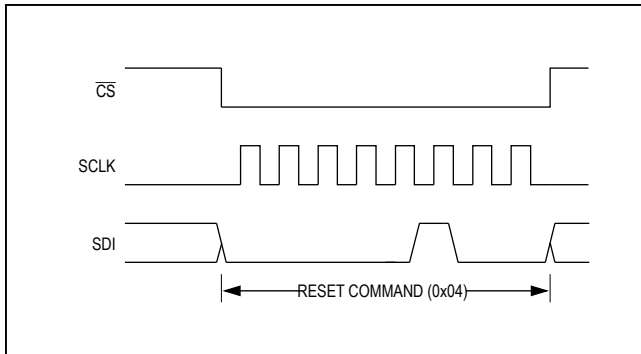 CS
SCLK
SDI
RESET COMMAND (0x04)